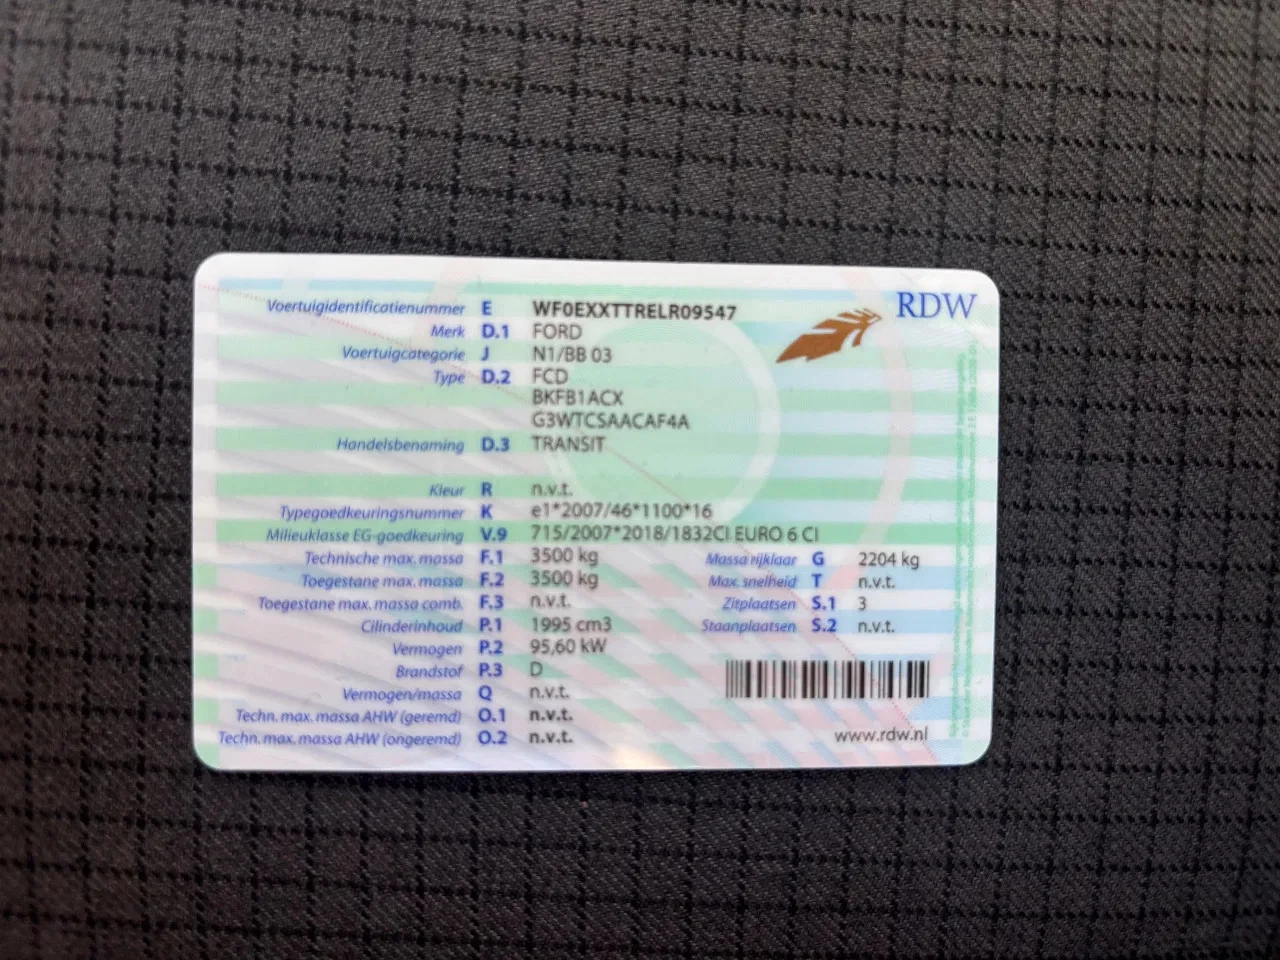 RDW
Voertuigidentificatienummer E WF0EXXTTRELR09547
Merk D.1 FORD
Voertuigcategorie J N1/BB 03
Type D.2 FCD
BKFB1ACX
G3WTCSAACAF4A
Handelsbenaming D.3 TRANSIT
Kleur R n.v.t.
Typegoedkeuringsnummer K e1*2007/46*1100*16
Milieuklasse EG-goedkeuring V.9 715/2007*2018/1832CI EURO 6 CI
Technische max. massa F.1 3500 kg Massa rijklaar G 2204 kg
Toegestane max. massa F.2 3500 kg Max. snelheid T n.v.t.
Toegestane max. massa comb. F.3 n.v.t. Zitplaatsen S.1 3
Cilinderinhoud P.1 1995 cm3 Staanplaatsen S.2 n.v.t.
Vermogen P.2 95,60 kW
Brandstof P.3 D
Vermogen/massa Q n.v.t.
Techn. max. massa AHW (geremd) O.1 n.v.t.
Techn. max. massa AHW (ongeremd) O.2 n.v.t.
www.rdw.nl